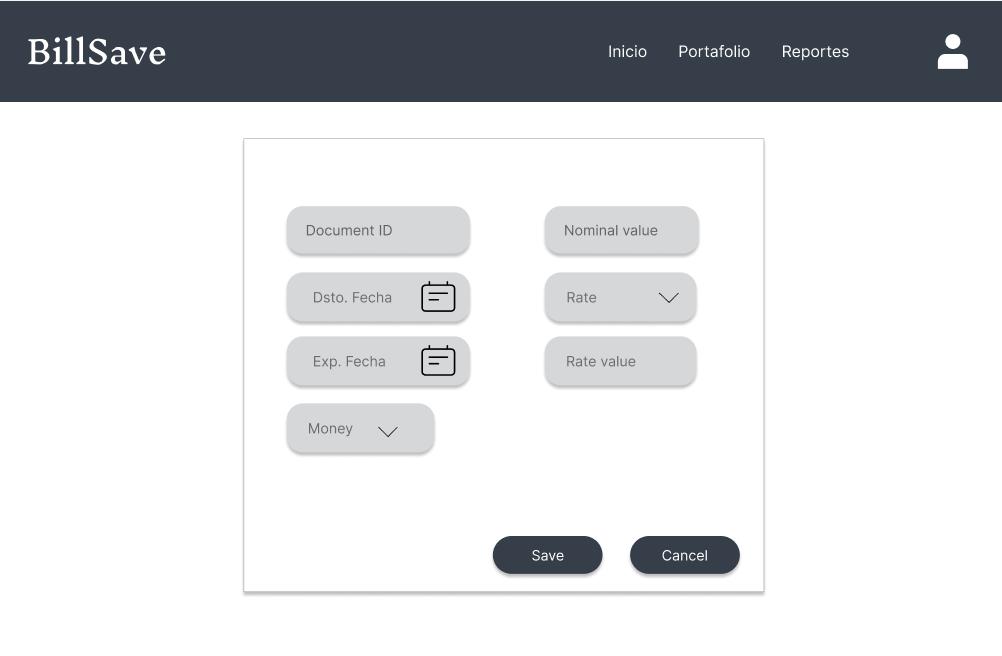 BillSave
Inicio Portafolio Reportes
Document ID
Nominal value
Dsto. Fecha
Rate
Exp. Fecha
Rate value
Money
Save
Cancel